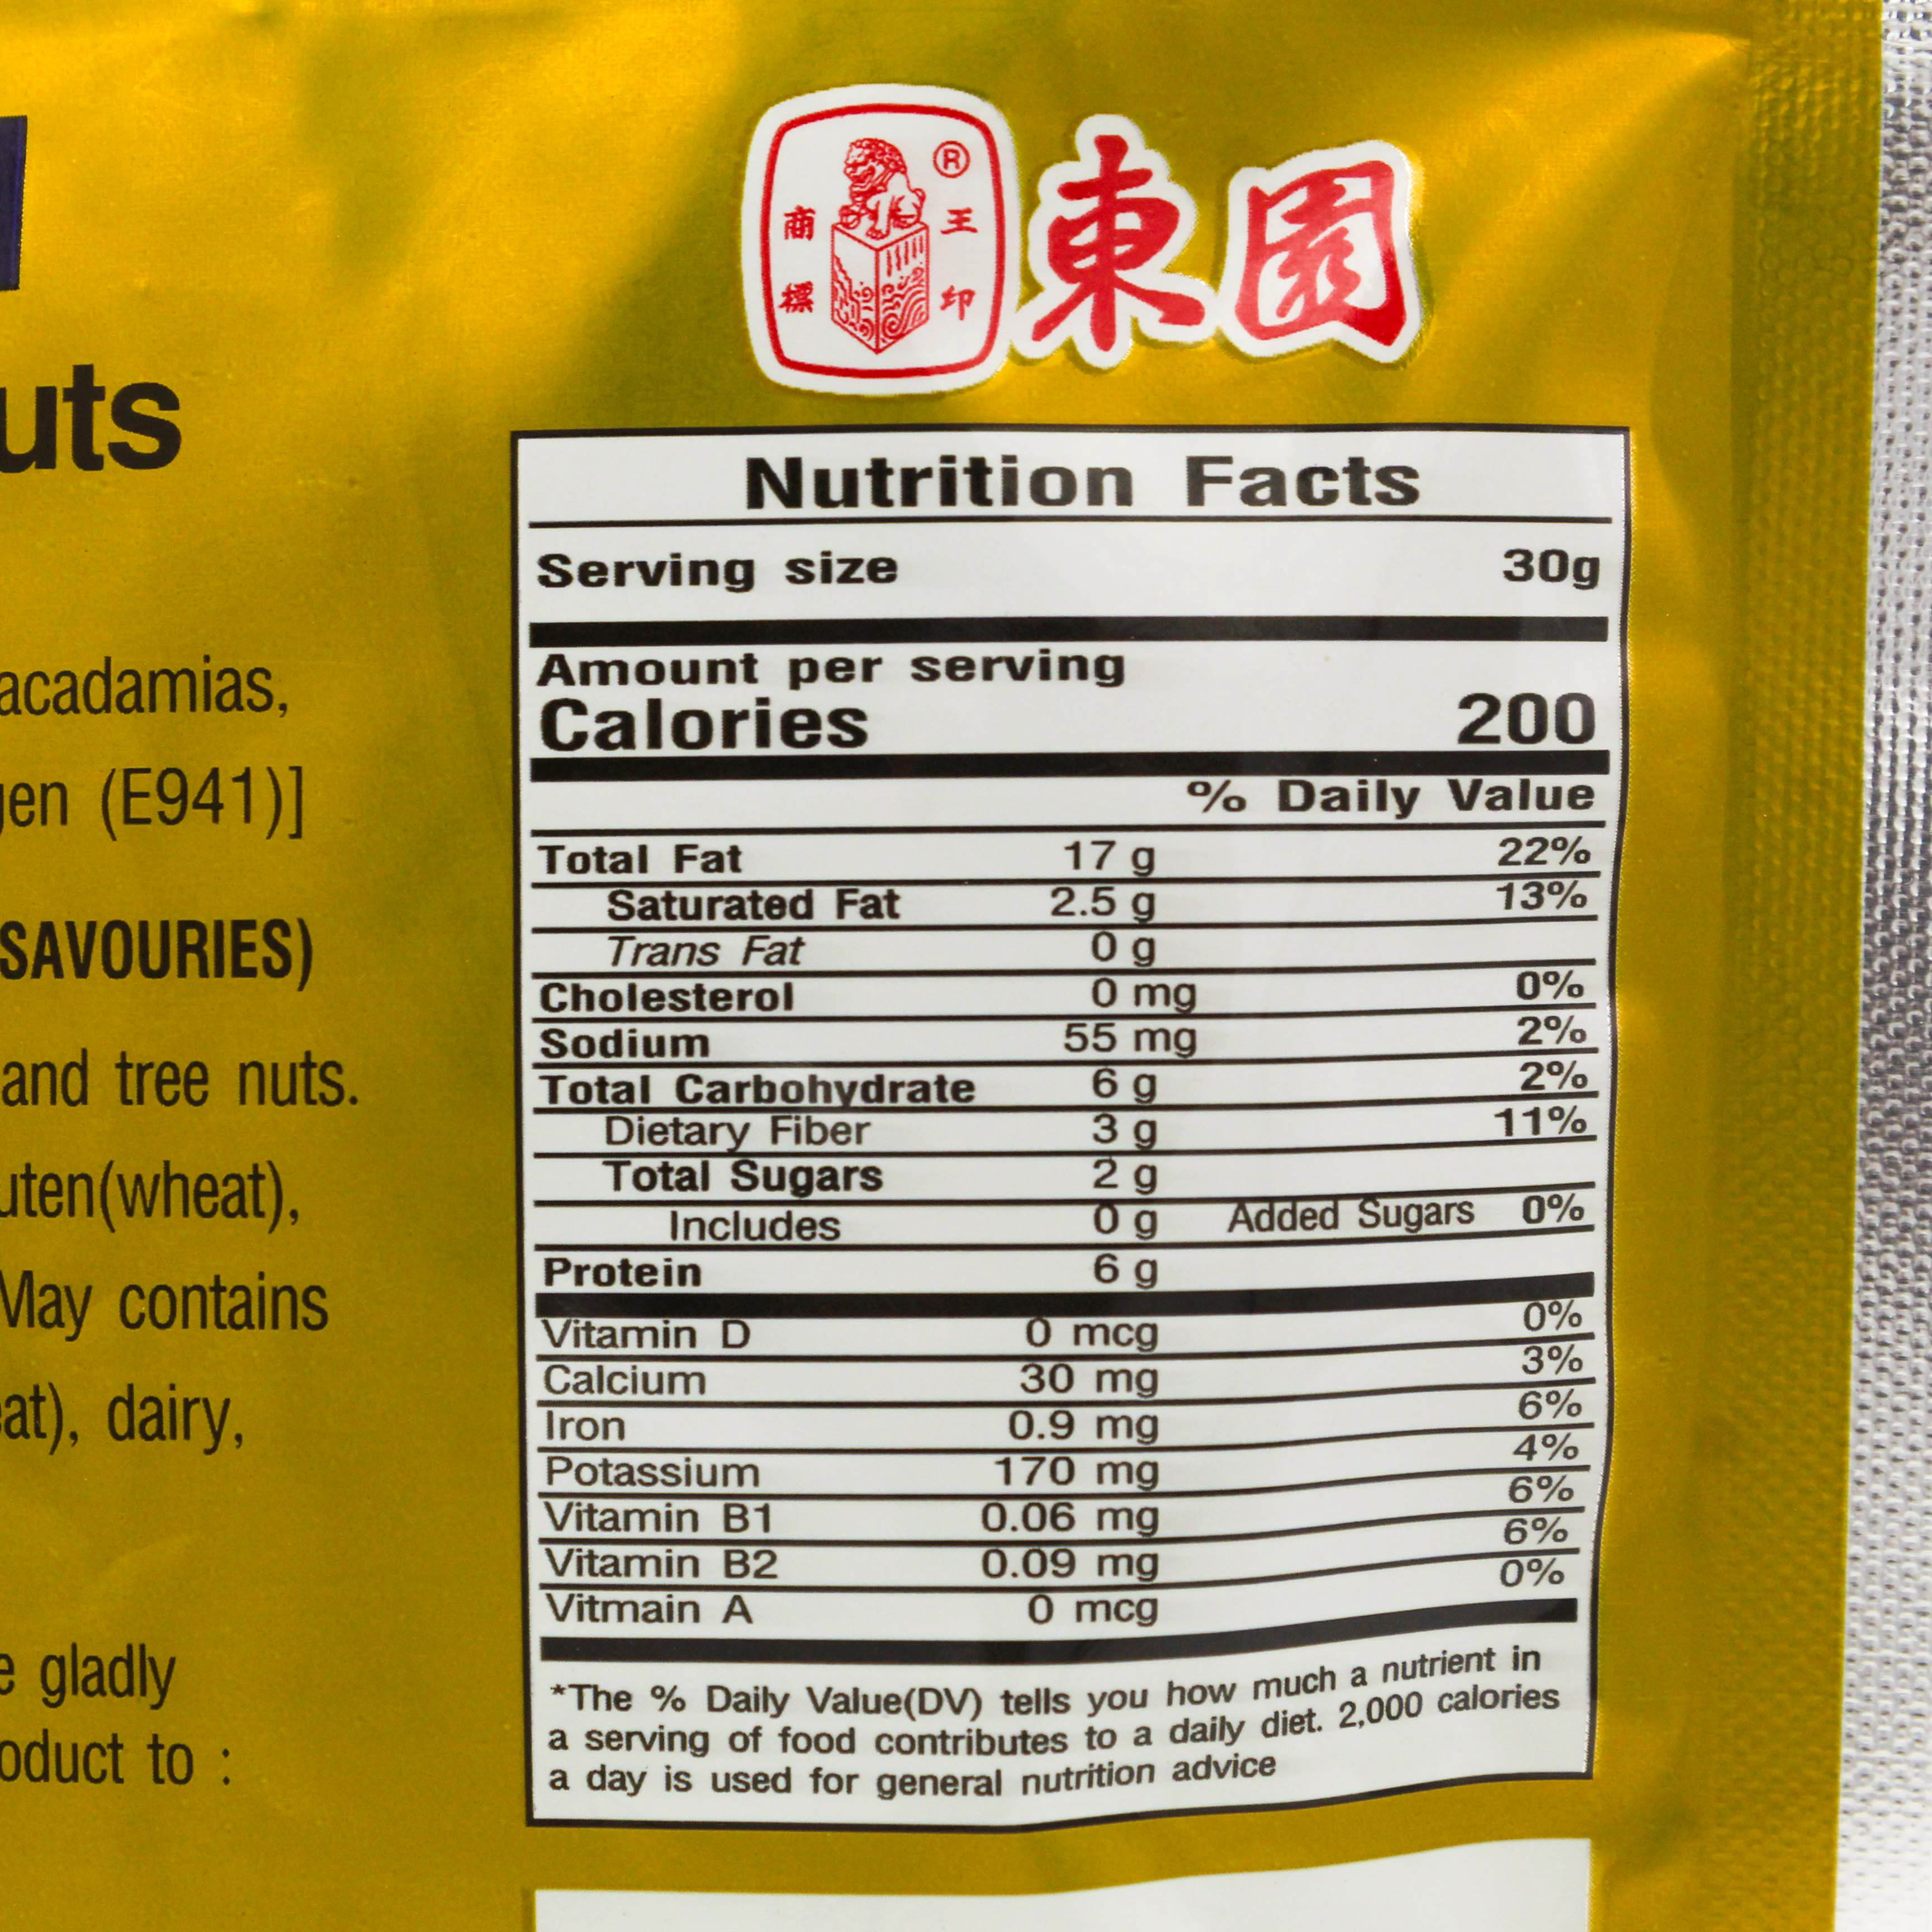 ®
商標
王印
東園
uts
acadamias,
gen (E941)]
SAVOURIES)
and tree nuts.
uten(wheat),
May contains
eat), dairy,
e gladly
oduct to :
Nutrition Facts
Serving size 30g
Amount per serving
Calories 200
% Daily Value
Total Fat 17 g 22%
Saturated Fat 2.5 g 13%
Trans Fat 0 g
Cholesterol 0 mg 0%
Sodium 55 mg 2%
Total Carbohydrate 6 g 2%
Dietary Fiber 3 g 11%
Total Sugars 2 g
Includes 0 g Added Sugars 0%
Protein 6 g
Vitamin D 0 mcg 0%
Calcium 30 mg 3%
Iron 0.9 mg 6%
Potassium 170 mg 4%
Vitamin B1 0.06 mg 6%
Vitamin B2 0.09 mg 6%
Vitmain A 0 mcg 0%
*The % Daily Value(DV) tells you how much a nutrient in
a serving of food contributes to a daily diet. 2,000 calories
a day is used for general nutrition advice